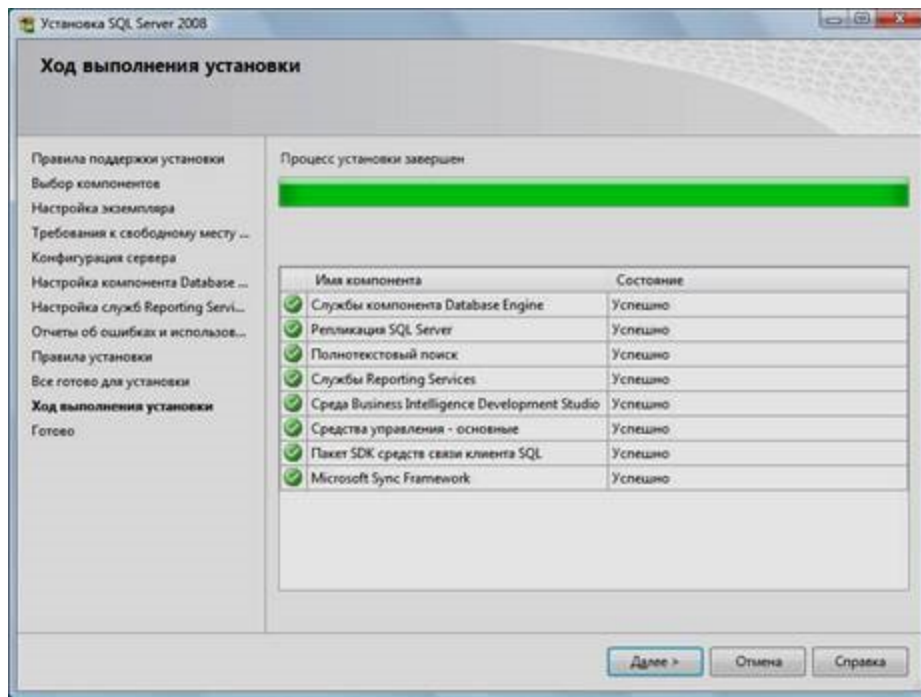 Установка SQL Server 2008
Ход выполнения установки
Правила поддержки установки
Выбор компонентов
Настройка экземпляра
Требования к свободному месту ...
Конфигурация сервера
Настройка компонента Database ...
Настройка служб Reporting Servi...
Отчеты об ошибках и использов...
Правила установки
Все готово для установки
Ход выполнения установки
Готово
Процесс установки завершен
Имя компонента Состояние
Службы компонента Database Engine Успешно
Репликация SQL Server Успешно
Полнотекстовый поиск Успешно
Службы Reporting Services Успешно
Среда Business Intelligence Development Studio Успешно
Средства управления - основные Успешно
Пакет SDK средств связи клиента SQL Успешно
Microsoft Sync Framework Успешно
Далее > Отмена Справка